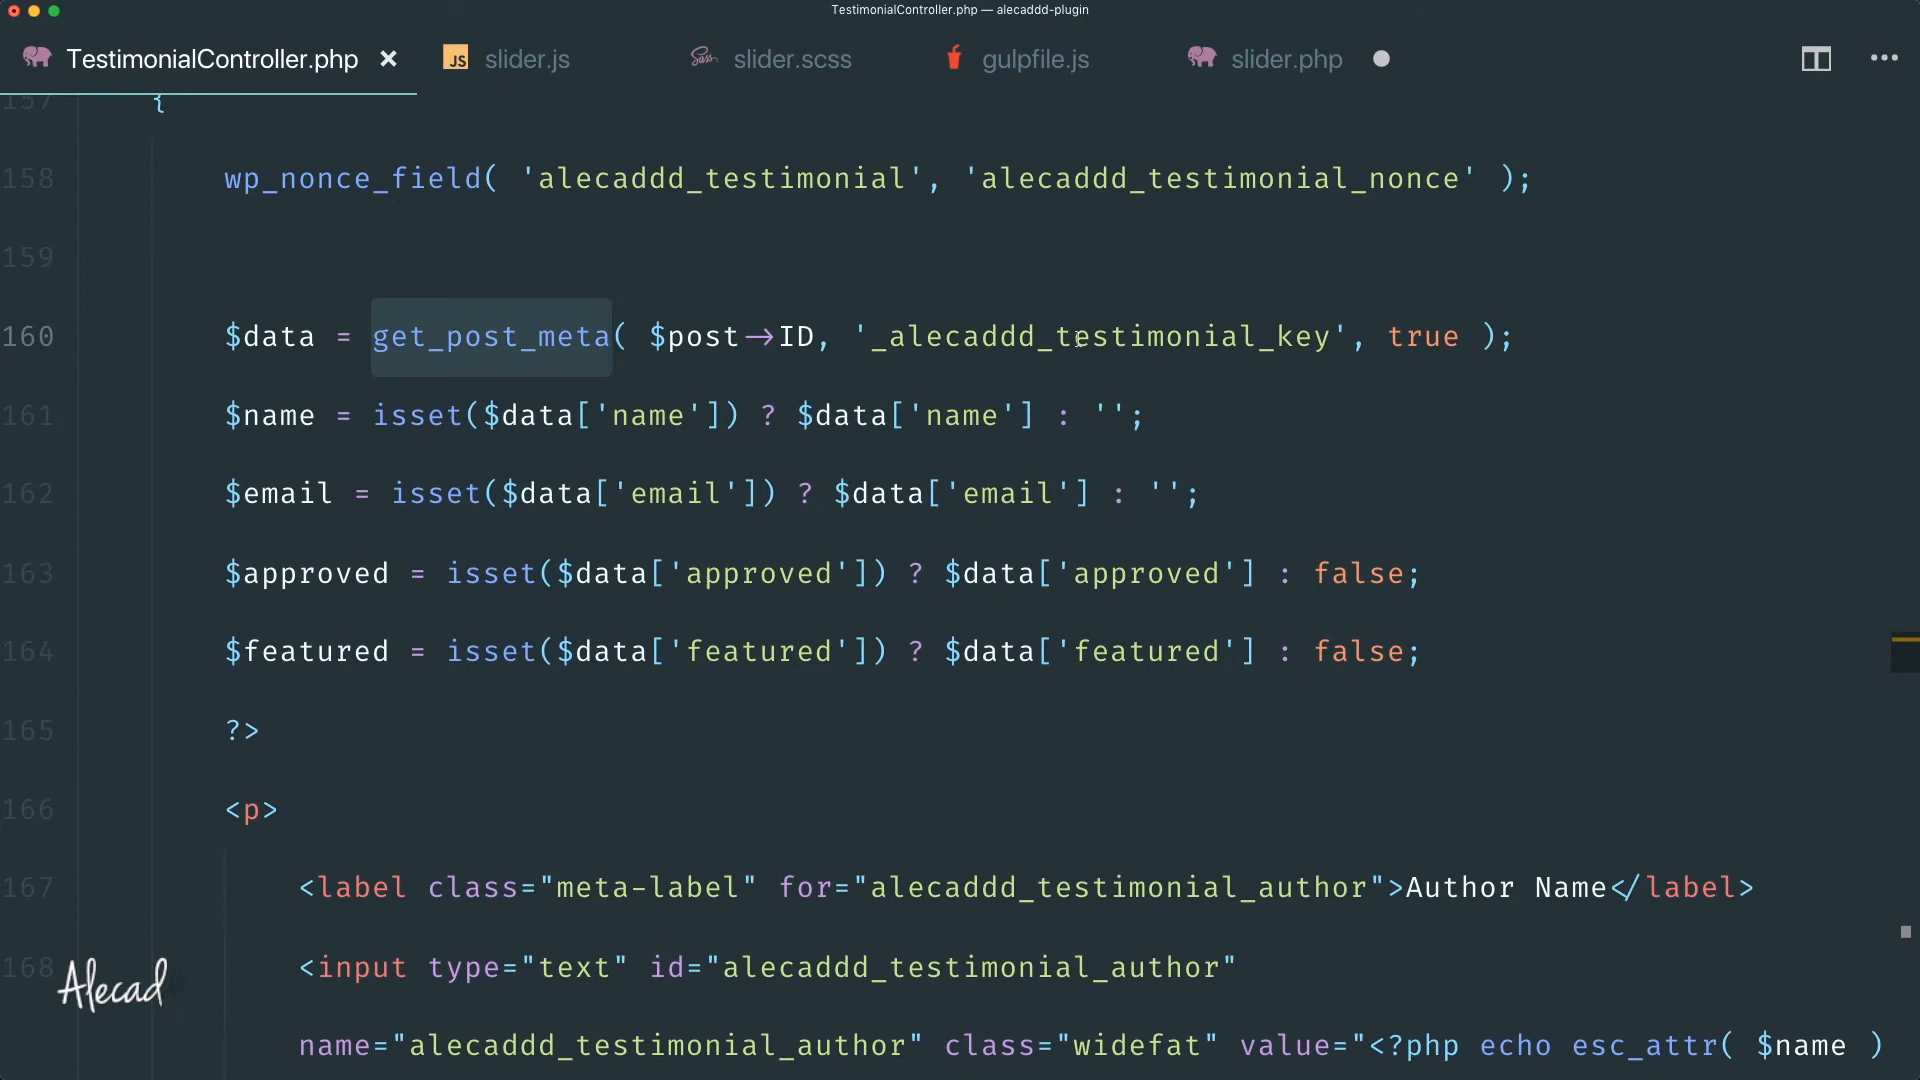 TestimonialController.php — alecaddd-plugin
TestimonialController.php × JS slider.js Sass slider.scss gulpfile.js slider.php
157 {
158 wp_nonce_field( 'alecaddd_testimonial', 'alecaddd_testimonial_nonce' );
159
160 $data = get_post_meta( $post->ID, '_alecaddd_testimonial_key', true );
161 $name = isset($data['name']) ? $data['name'] : '';
162 $email = isset($data['email']) ? $data['email'] : '';
163 $approved = isset($data['approved']) ? $data['approved'] : false;
164 $featured = isset($data['featured']) ? $data['featured'] : false;
165 ?>
166 <p>
167 <label class="meta-label" for="alecaddd_testimonial_author">Author Name</label>
168 <input type="text" id="alecaddd_testimonial_author"
Alecad
name="alecaddd_testimonial_author" class="widefat" value="<?php echo esc_attr( $name )